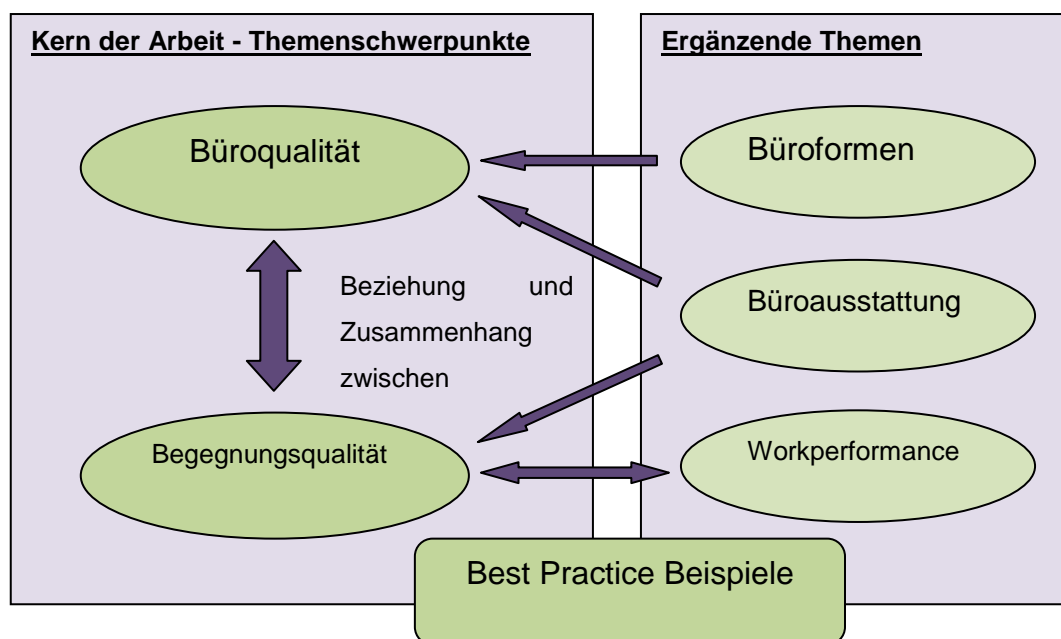 Kern der Arbeit - Themenschwerpunkte
Büroqualität
Beziehung und
Zusammenhang
zwischen
Begegnungsqualität
Ergänzende Themen
Büroformen
Büroausstattung
Workperformance
Best Practice Beispiele